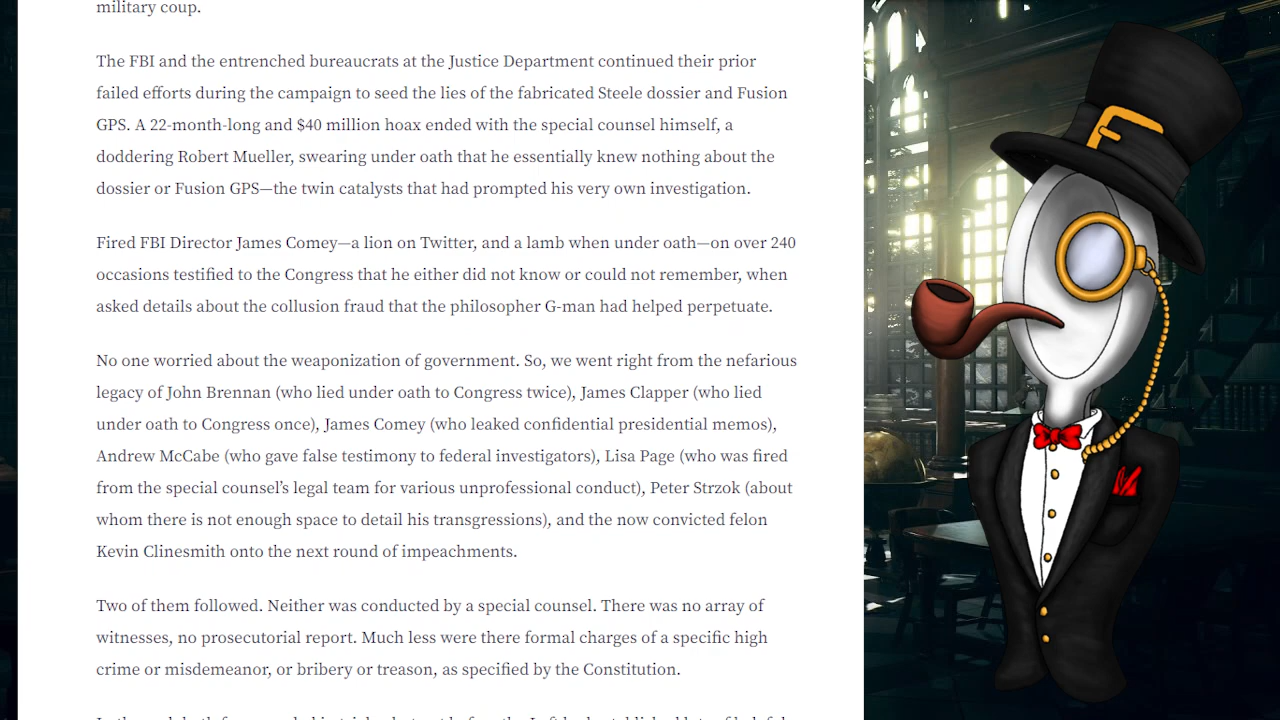 military coup.
The FBI and the entrenched bureaucrats at the Justice Department continued their prior
failed efforts during the campaign to seed the lies of the fabricated Steele dossier and Fusion
GPS. A 22-month-long and $40 million hoax ended with the special counsel himself, a
doddering Robert Mueller, swearing under oath that he essentially knew nothing about the
dossier or Fusion GPS—the twin catalysts that had prompted his very own investigation.
Fired FBI Director James Comey—a lion on Twitter, and a lamb when under oath—on over 240
occasions testified to the Congress that he either did not know or could not remember, when
asked details about the collusion fraud that the philosopher G-man had helped perpetuate.
No one worried about the weaponization of government. So, we went right from the nefarious
legacy of John Brennan (who lied under oath to Congress twice), James Clapper (who lied
under oath to Congress once), James Comey (who leaked confidential presidential memos),
Andrew McCabe (who gave false testimony to federal investigators), Lisa Page (who was fired
from the special counsel's legal team for various unprofessional conduct), Peter Strzok (about
whom there is not enough space to detail his transgressions), and the now convicted felon
Kevin Clinesmith onto the next round of impeachments.
Two of them followed. Neither was conducted by a special counsel. There was no array of
witnesses, no prosecutorial report. Much less were there formal charges of a specific high
crime or misdemeanor, or bribery or treason, as specified by the Constitution.
F